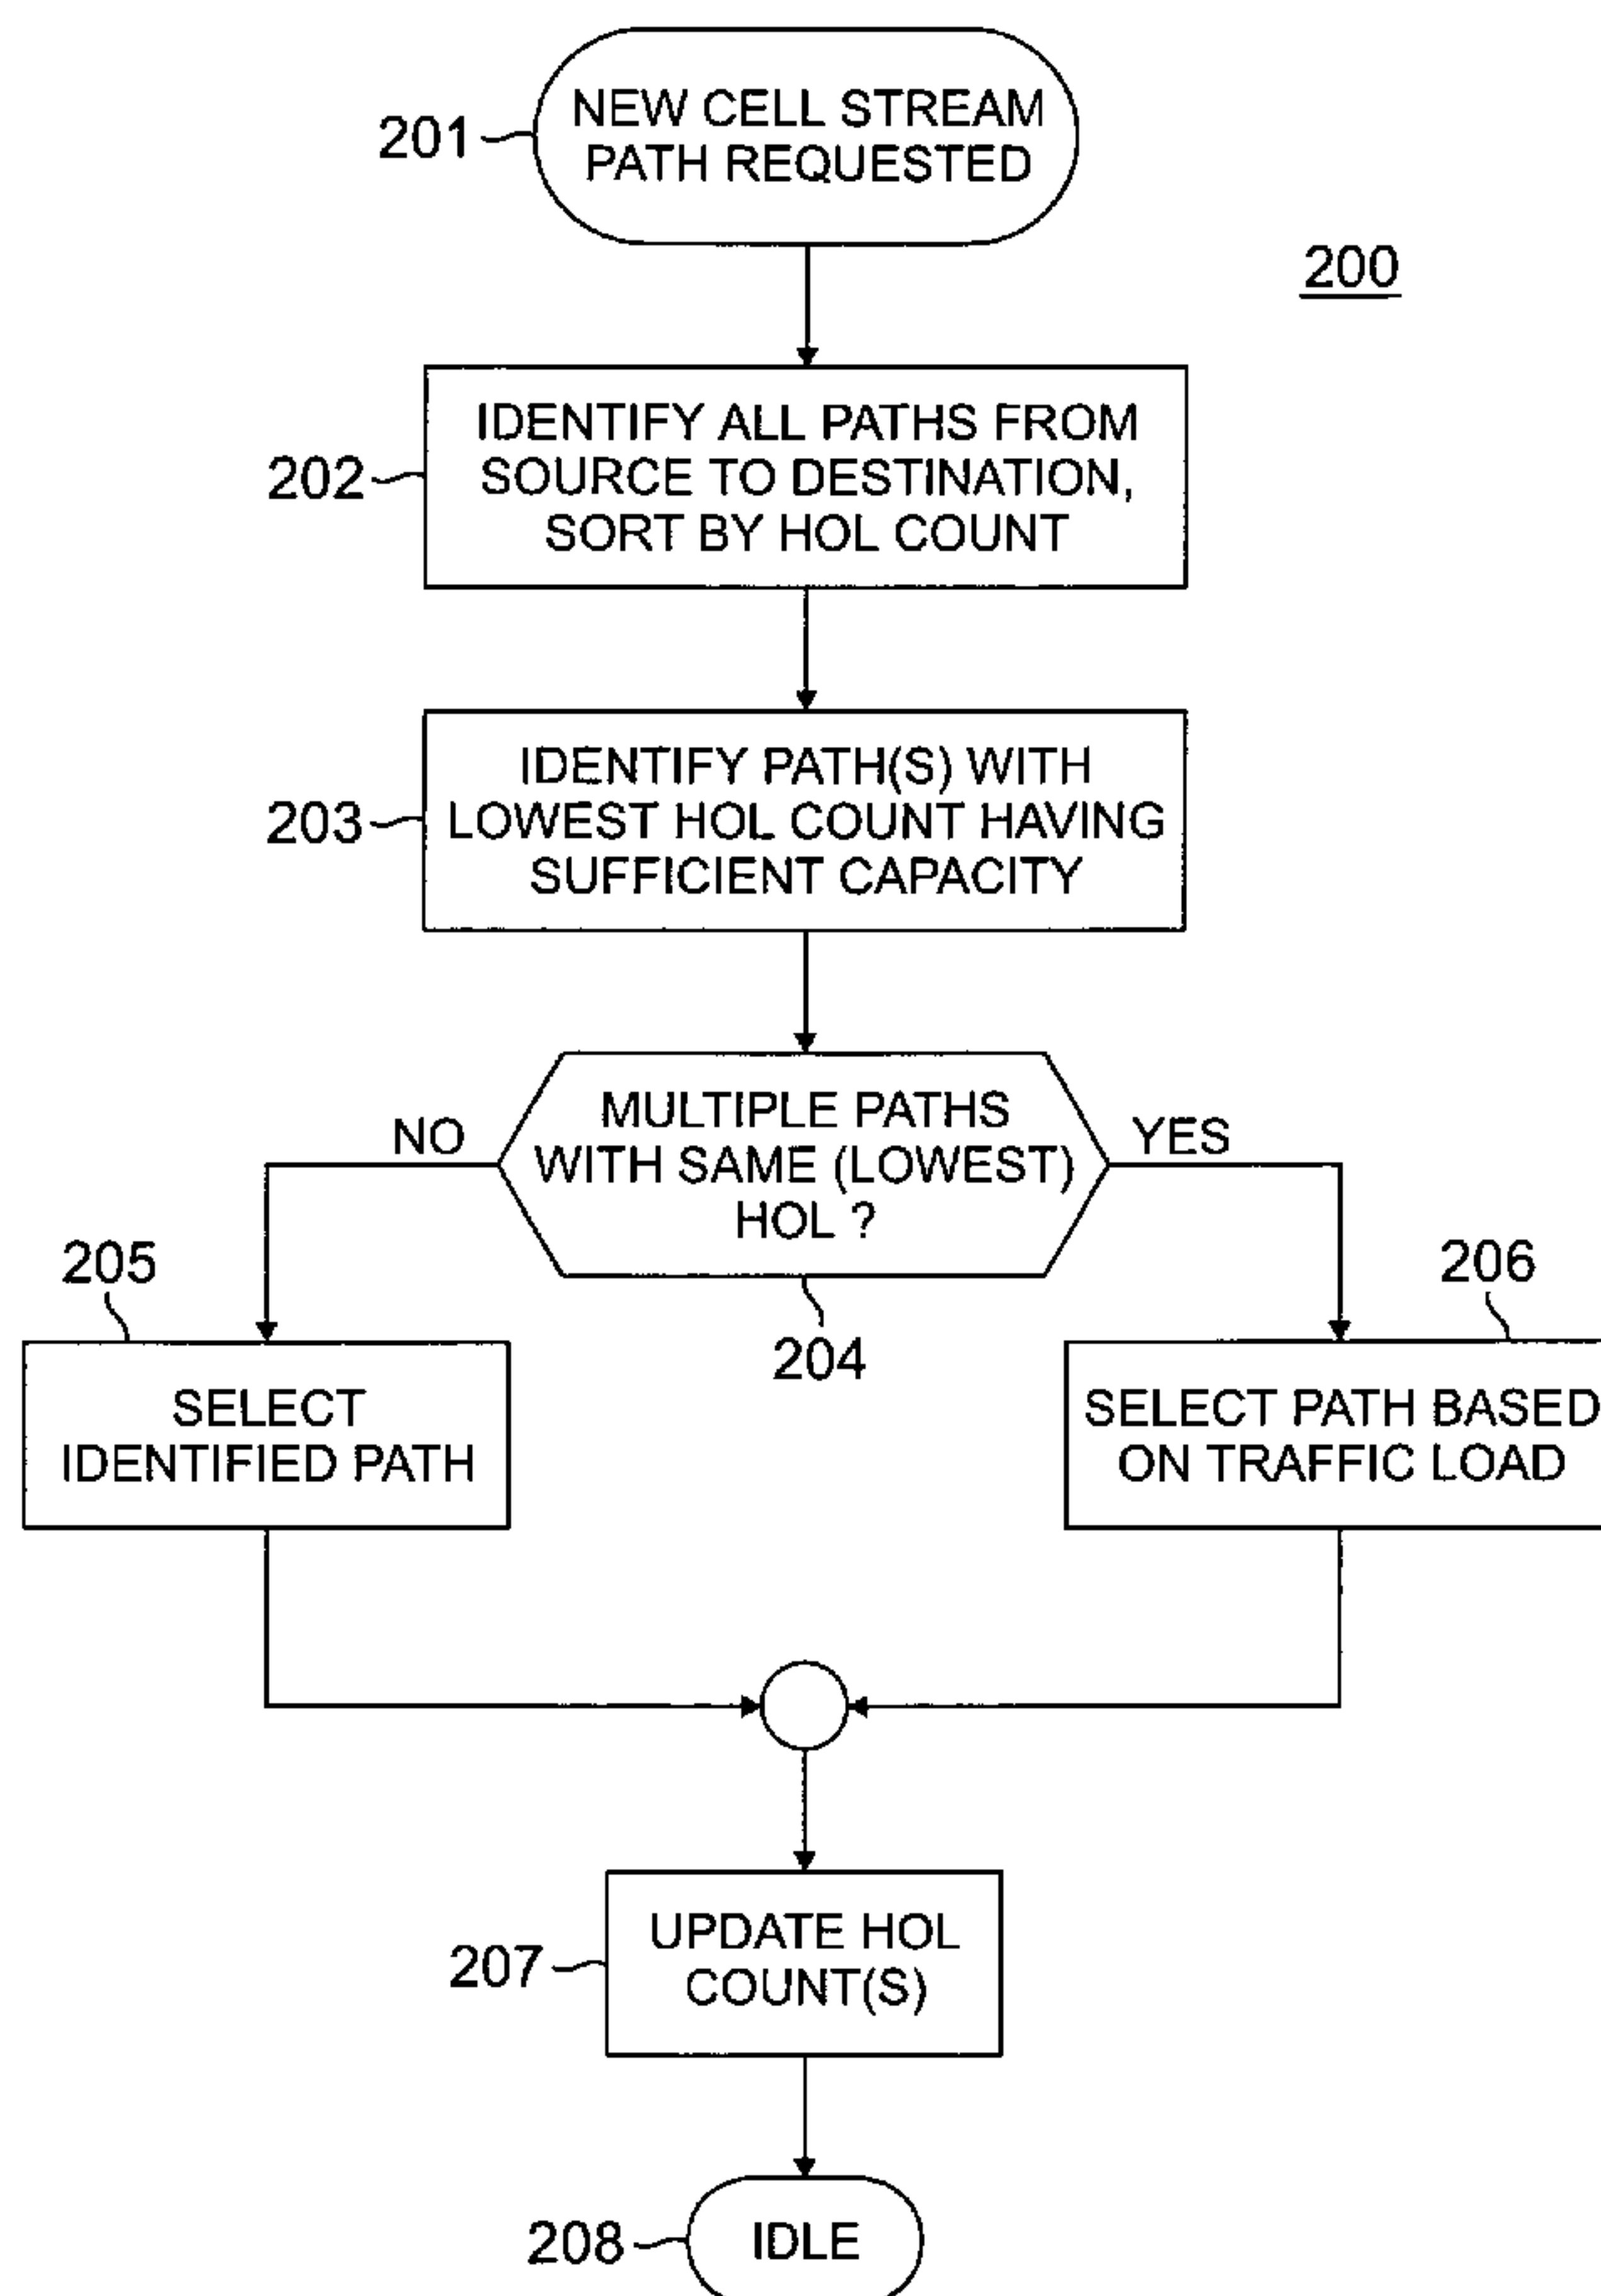 NEW CELL STREAM
PATH REQUESTED
201
200
IDENTIFY ALL PATHS FROM
SOURCE TO DESTINATION,
SORT BY HOL COUNT
202
IDENTIFY PATH(S) WITH
LOWEST HOL COUNT HAVING
SUFFICIENT CAPACITY
203
MULTIPLE PATHS
WITH SAME (LOWEST)
HOL ?
NO
YES
204
205
206
SELECT
IDENTIFIED PATH
SELECT PATH BASED
ON TRAFFIC LOAD
UPDATE HOL
COUNT(S)
207
208
IDLE